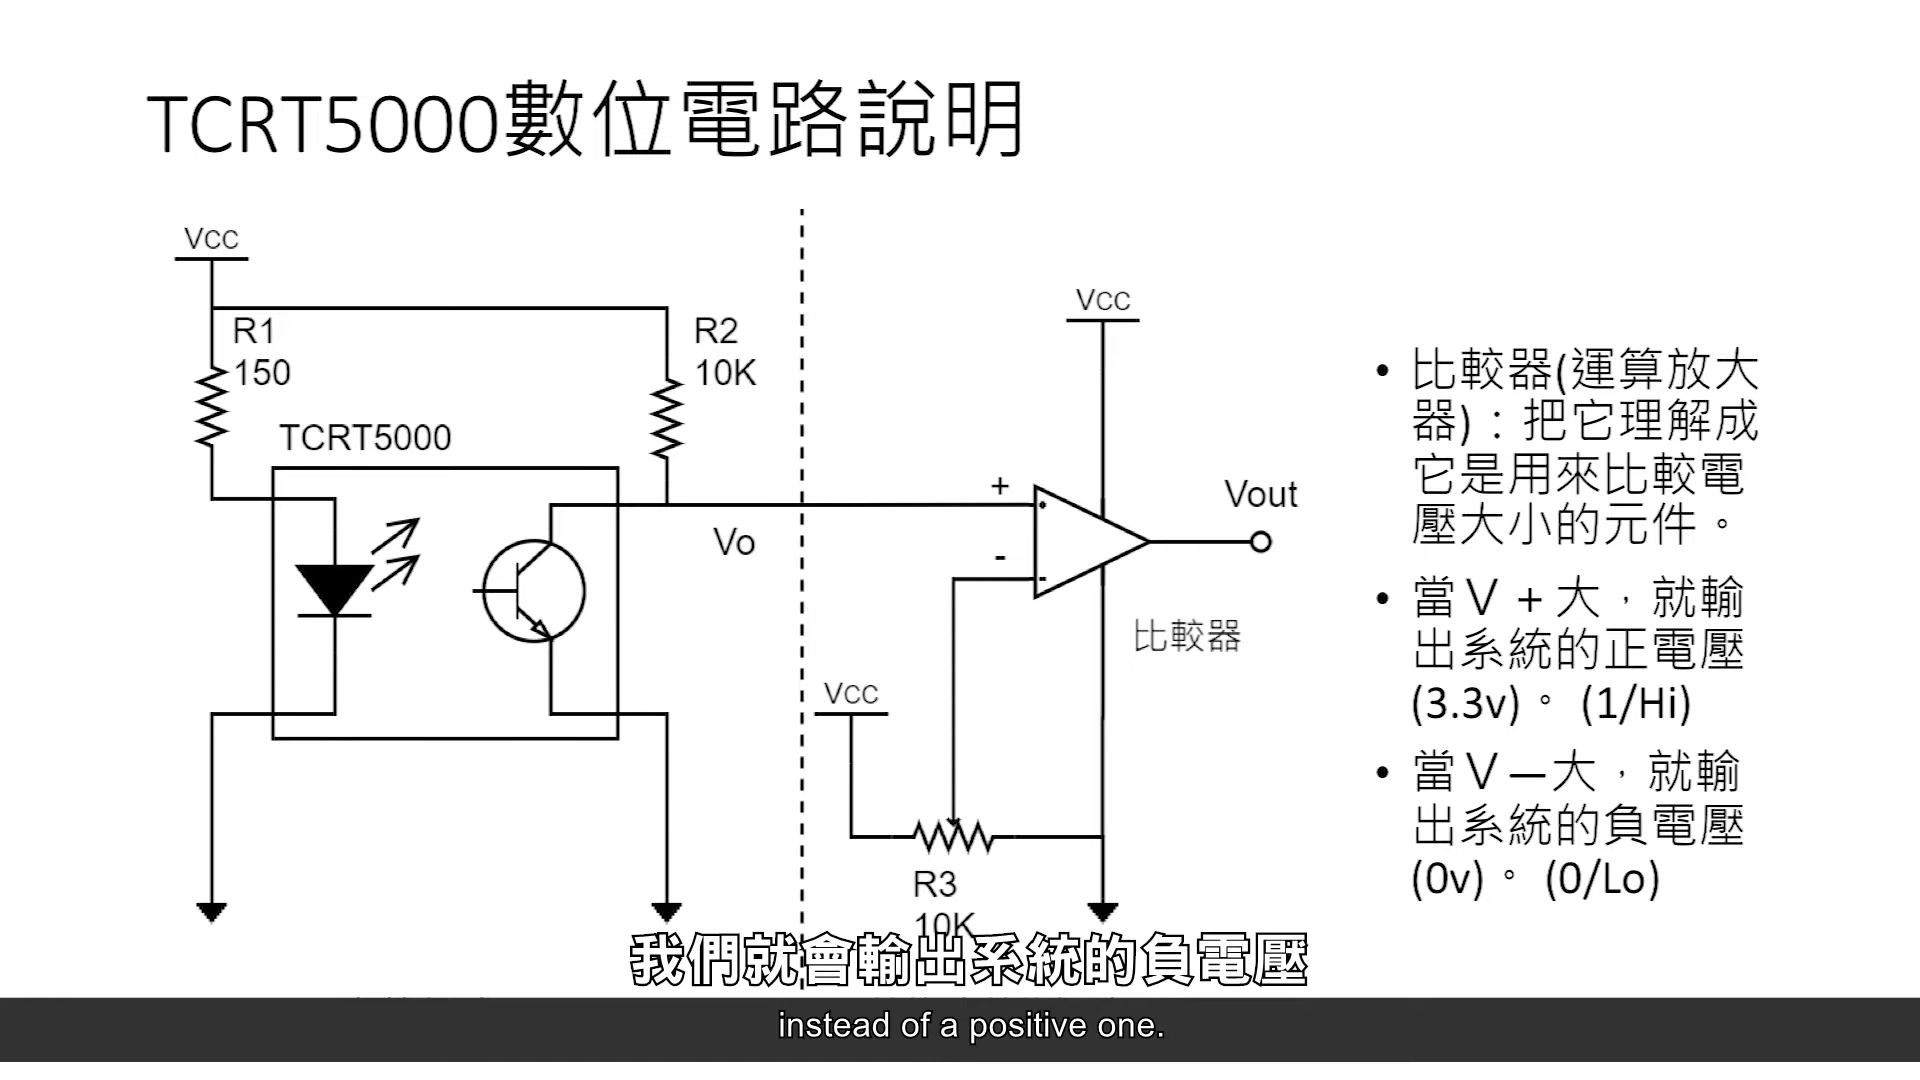 TCRT5000數位電路說明
Vcc
R1
150
R2
10K
TCRT5000
Vo
Vcc
+
-
Vout
比較器
Vcc
R3
10K
• 比較器(運算放大
器)：把它理解成
它是用來比較電
壓大小的元件。
• 當V+大，就輸
出系統的正電壓
(3.3v)。 (1/Hi)
• 當V—大，就輸
出系統的負電壓
(0v)。 (0/Lo)
我們就會輸出系統的負電壓
instead of a positive one.